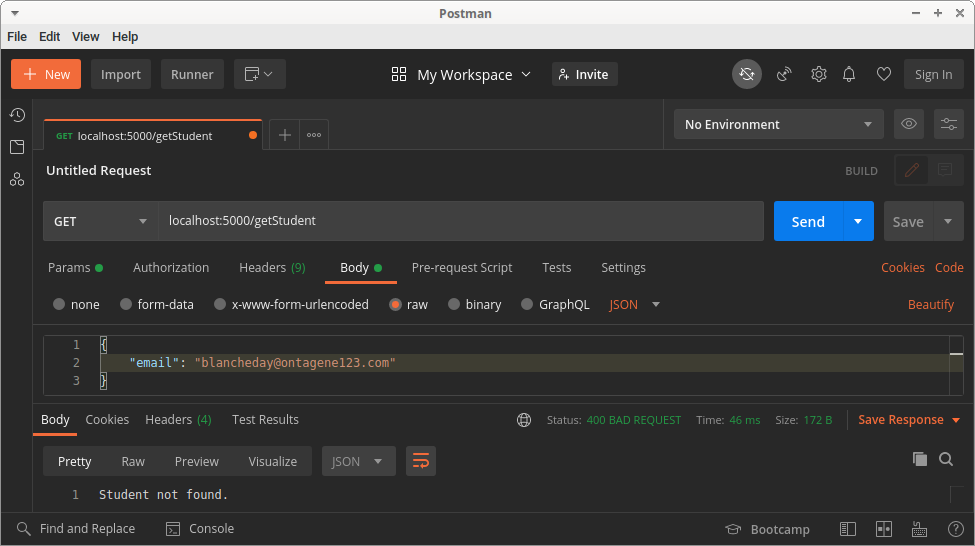 Postman
File Edit View Help
New Import Runner My Workspace Invite Sign In
GET localhost:5000/getStudent No Environment
Untitled Request BUILD
GET localhost:5000/getStudent Send Save
Params Authorization Headers (9) Body Pre-request Script Tests Settings Cookies Code
none form-data x-www-form-urlencoded raw binary GraphQL JSON Beautify
1 {
2 "email": "blancheday@ontagene123.com"
3 }
Body Cookies Headers (4) Test Results Status: 400 BAD REQUEST Time: 46 ms Size: 172 B Save Response
Pretty Raw Preview Visualize JSON
1 Student not found.
Find and Replace Console Bootcamp